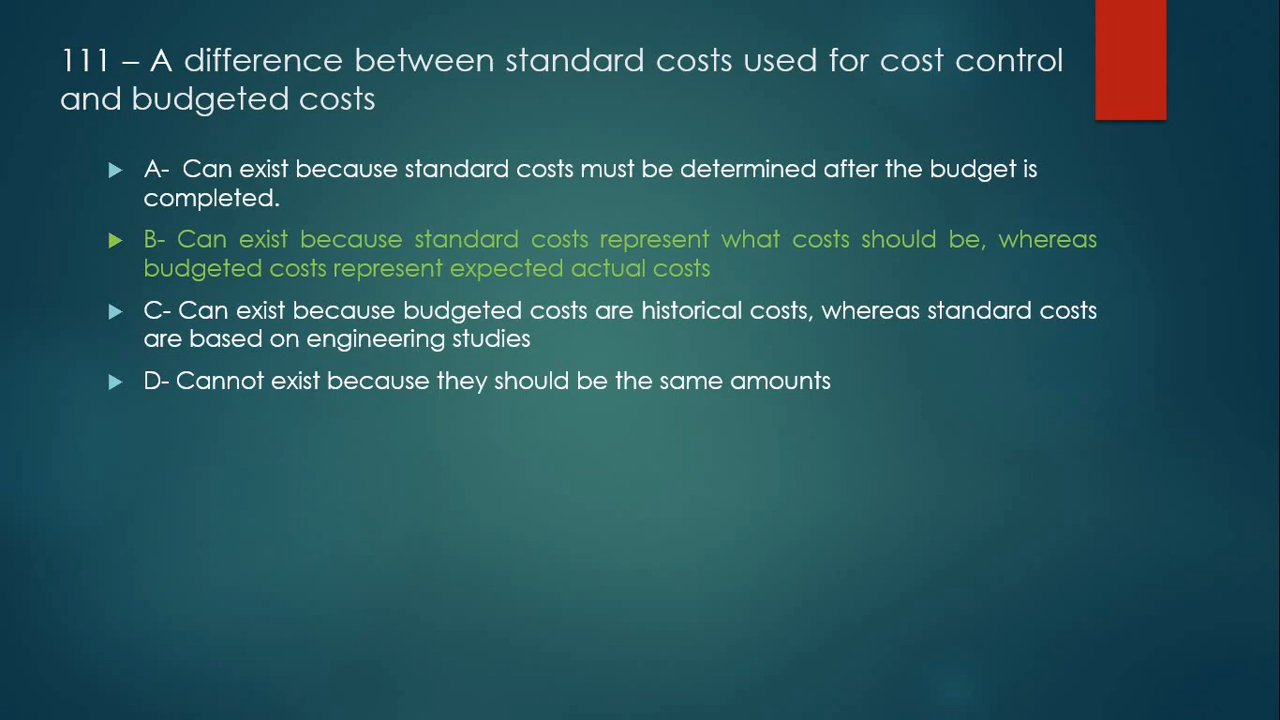 111 – A difference between standard costs used for cost control
and budgeted costs
A- Can exist because standard costs must be determined after the budget is
completed.
B- Can exist because standard costs represent what costs should be, whereas
budgeted costs represent expected actual costs
C- Can exist because budgeted costs are historical costs, whereas standard costs
are based on engineering studies
D- Cannot exist because they should be the same amounts